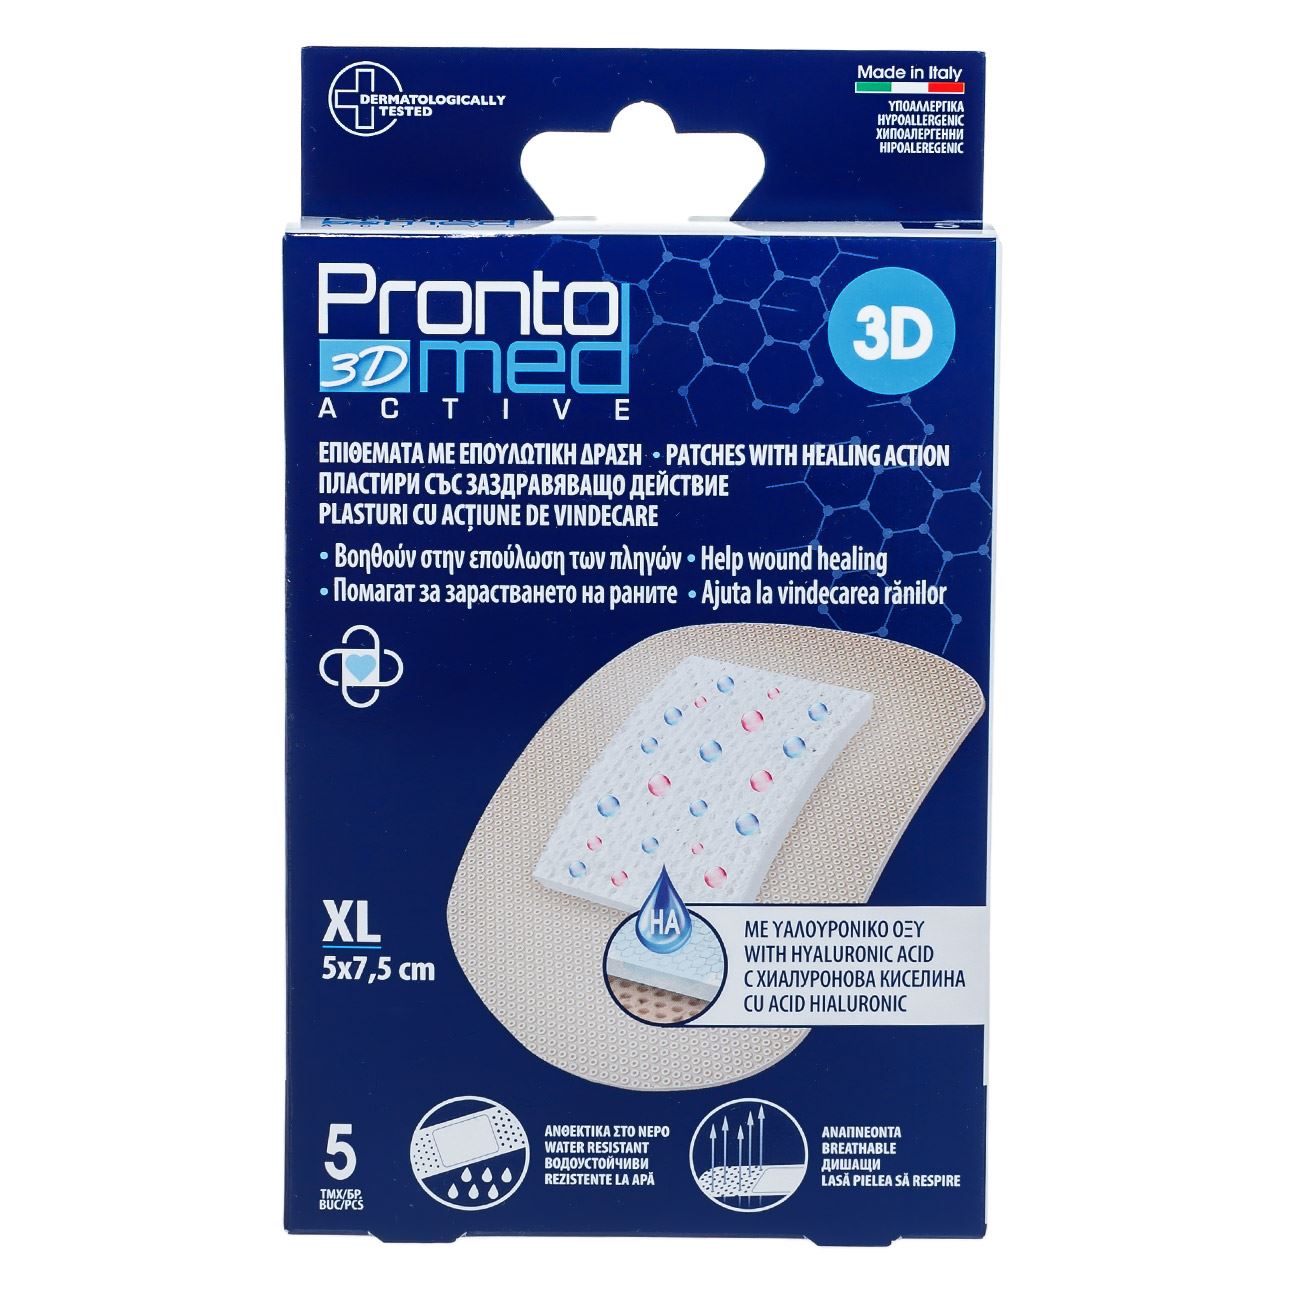 DERMATOLOGICALLY
TESTED
Made in Italy
ΥΠΟΑΛΛΕΡΓΙΚΑ
HYPOALLERGENIC
ХИПОАЛЕРГЕННИ
HIPOALEREGENIC
Pronto
3D med
ACTIVE
3D
ΕΠΙΘΕΜΑΤΑ ΜΕ ΕΠΟΥΛΩΤΙΚΗ ΔΡΑΣΗ • PATCHES WITH HEALING ACTION
ПЛАСТИРИ СЪС ЗАЗДРАВЯВАЩО ДЕЙСТВИЕ
PLASTURI CU ACȚIUNE DE VINDECARE
• Βοηθούν στην επούλωση των πληγών • Help wound healing
• Помагат за зарастването на раните • Ajuta la vindecarea rănilor
HA
ΜΕ ΥΑΛΟΥΡΟΝΙΚΟ ΟΞΥ
WITH HYALURONIC ACID
С ХИАЛУРОНОВА КИСЕЛИНА
CU ACID HIALURONIC
XL
5x7,5 cm
5
ΤΜΧ/БР.
BUC/PCS
ΑΝΘΕΚΤΙΚΑ ΣΤΟ ΝΕΡΟ
WATER RESISTANT
ВОДОУСТОЙЧИВИ
REZISTENTE LA APĂ
ΑΝΑΠΝΕΟΝΤΑ
BREATHABLE
ДИШАЩИ
LASĂ PIELEA SĂ RESPIRE